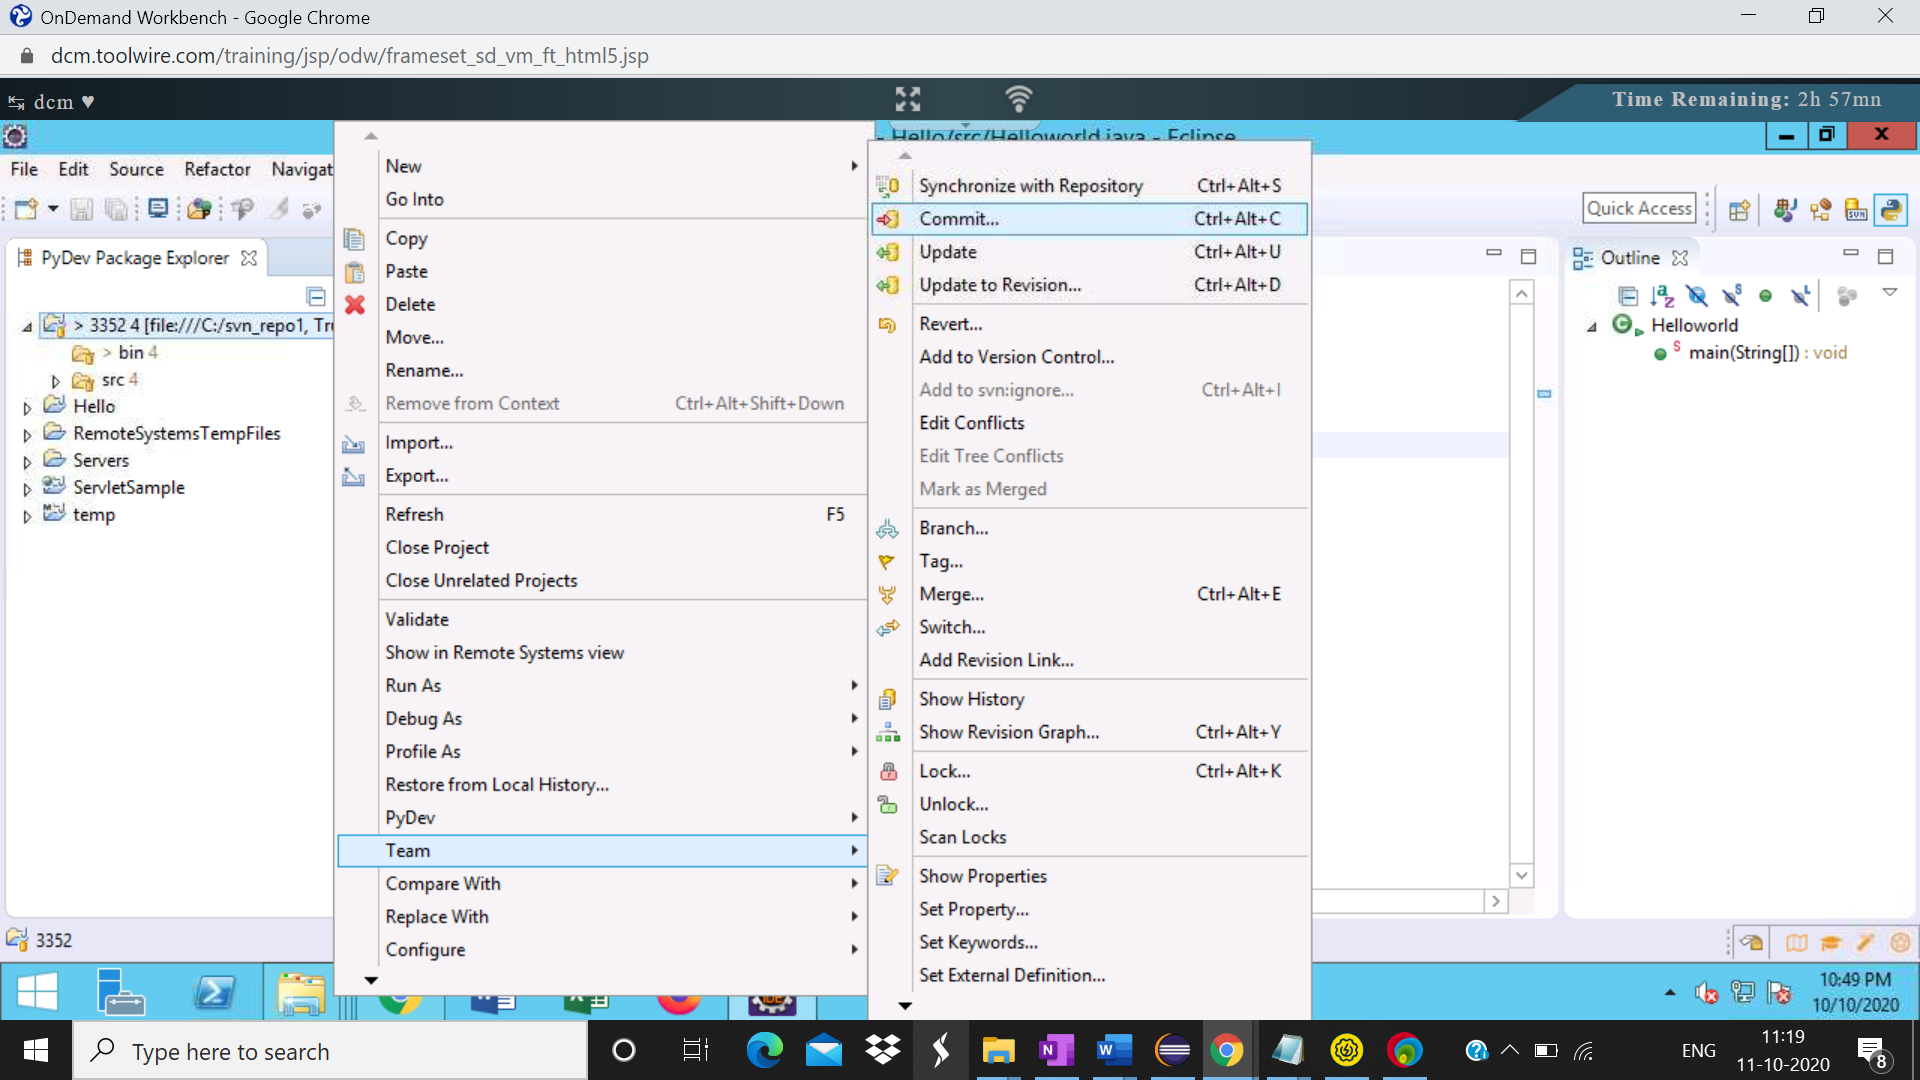 OnDemand Workbench - Google Chrome
dcm.toolwire.com/training/jsp/odw/frameset_sd_vm_ft_html5.jsp
dcm ♥
Time Remaining: 2h 57mn
- Hello/src/Helloworld.java - Eclipse
File Edit Source Refactor Navigat
Quick Access
PyDev Package Explorer
> 3352 4 [file:///C:/svn_repo1, Tru
> bin 4
src 4
Hello
RemoteSystemsTempFiles
Servers
ServletSample
temp
3352
New
Go Into
Copy
Paste
Delete
Move...
Rename...
Remove from Context Ctrl+Alt+Shift+Down
Import...
Export...
Refresh F5
Close Project
Close Unrelated Projects
Validate
Show in Remote Systems view
Run As
Debug As
Profile As
Restore from Local History...
PyDev
Team
Compare With
Replace With
Configure
Synchronize with Repository Ctrl+Alt+S
Commit... Ctrl+Alt+C
Update Ctrl+Alt+U
Update to Revision... Ctrl+Alt+D
Revert...
Add to Version Control...
Add to svn:ignore... Ctrl+Alt+I
Edit Conflicts
Edit Tree Conflicts
Mark as Merged
Branch...
Tag...
Merge... Ctrl+Alt+E
Switch...
Add Revision Link...
Show History
Show Revision Graph... Ctrl+Alt+Y
Lock... Ctrl+Alt+K
Unlock...
Scan Locks
Show Properties
Set Property...
Set Keywords...
Set External Definition...
Outline
Helloworld
main(String[]) : void
10:49 PM
10/10/2020
Type here to search
ENG
11:19
11-10-2020
8